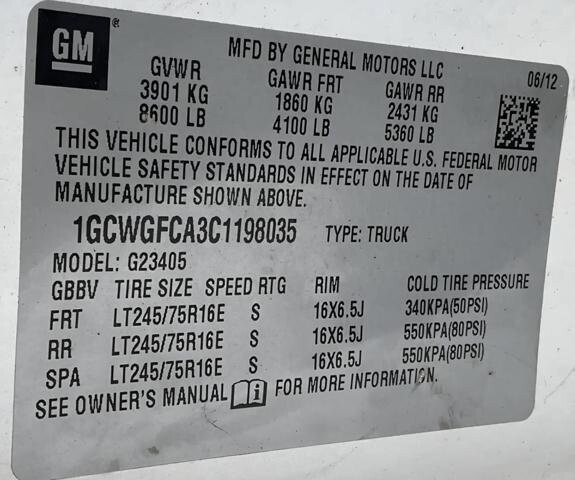 GM ®
MFD BY GENERAL MOTORS LLC 06/12
GVWR GAWR FRT GAWR RR
3901 KG 1860 KG 2431 KG
8600 LB 4100 LB 5360 LB
THIS VEHICLE CONFORMS TO ALL APPLICABLE U.S. FEDERAL MOTOR
VEHICLE SAFETY STANDARDS IN EFFECT ON THE DATE OF
MANUFACTURE SHOWN ABOVE.
1GCWGFCA3C1198035 TYPE: TRUCK
MODEL: G23405
GBBV TIRE SIZE SPEED RTG RIM COLD TIRE PRESSURE
FRT LT245/75R16E S 16X6.5J 340KPA(50PSI)
RR LT245/75R16E S 16X6.5J 550KPA(80PSI)
SPA LT245/75R16E S 16X6.5J 550KPA(80PSI)
SEE OWNER'S MANUAL i FOR MORE INFORMATION.